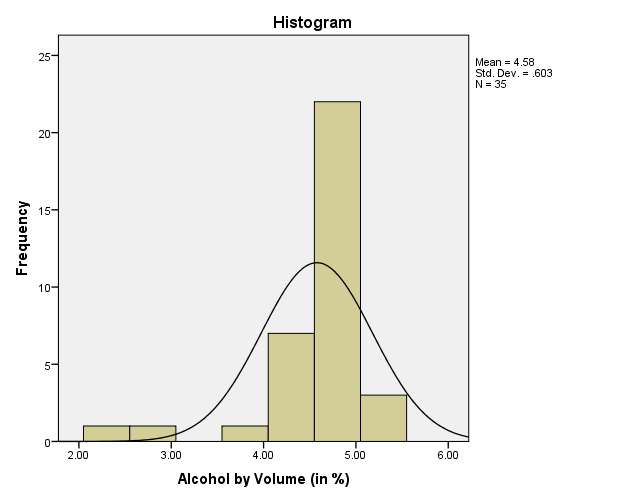 Histogram
Mean = 4.58
Std. Dev. = .603
N = 35
25
20
15
10
5
0
Frequency
2.00 3.00 4.00 5.00 6.00
Alcohol by Volume (in %)